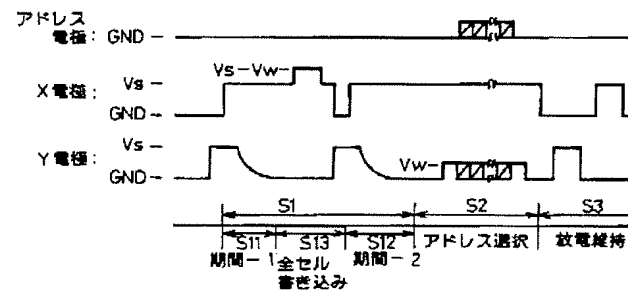 アドレス
電極: GND
Vs-Vw
X電極: Vs
GND
Y電極: Vs
GND
Vw
S1 S2 S3
S11 S13 S12 アドレス選択 放電維持
期間-1 全セル 期間-2
書き込み